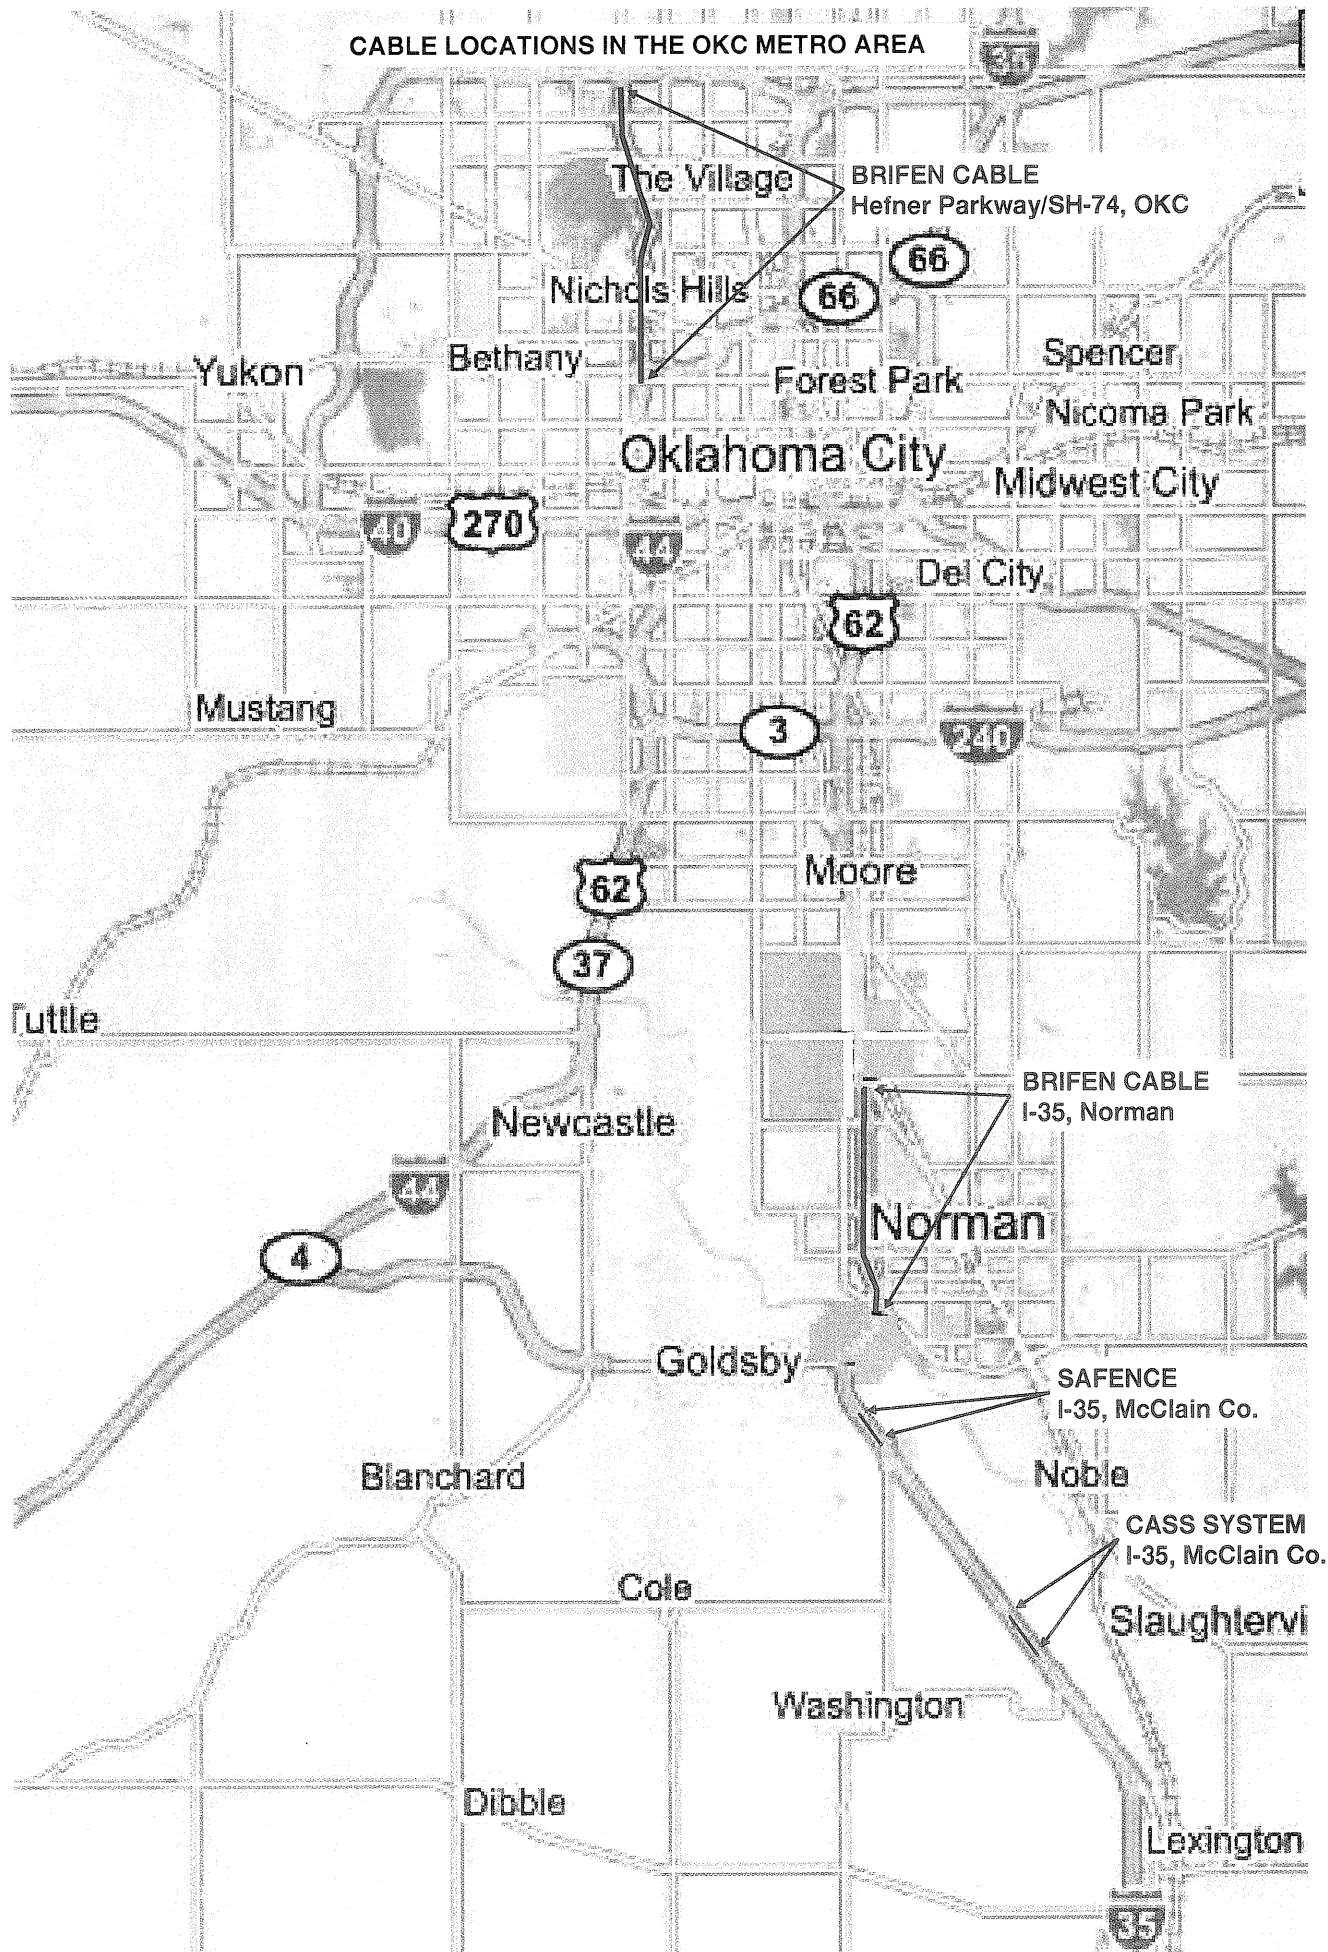 CABLE LOCATIONS IN THE OKC METRO AREA
35
The Village
BRIFEN CABLE
Hefner Parkway/SH-74, OKC
66
66
Nichols Hills
Spencer
Bethany
Yukon
Forest Park
Nicoma Park
Oklahoma City
Midwest City
40
270
44
Del City
62
Mustang
3
240
Moore
62
37
Tuttle
BRIFEN CABLE
I-35, Norman
Newcastle
44
Norman
4
Goldsby
SAFENCE
I-35, McClain Co.
Blanchard
Noble
CASS SYSTEM
I-35, McClain Co.
Cole
Slaughtervi
Washington
Dibble
Lexington
35